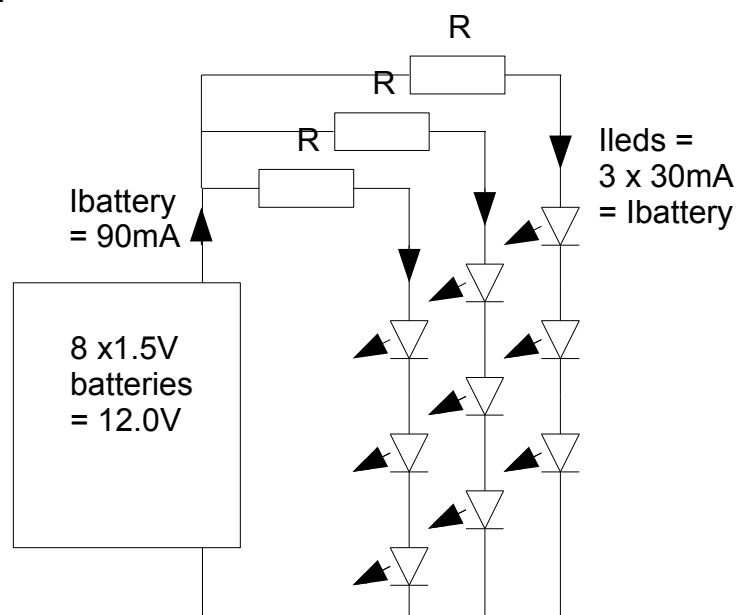 R
R
R
Ileds =
3 x 30mA
= Ibattery
Ibattery
= 90mA
8 x1.5V
batteries
= 12.0V